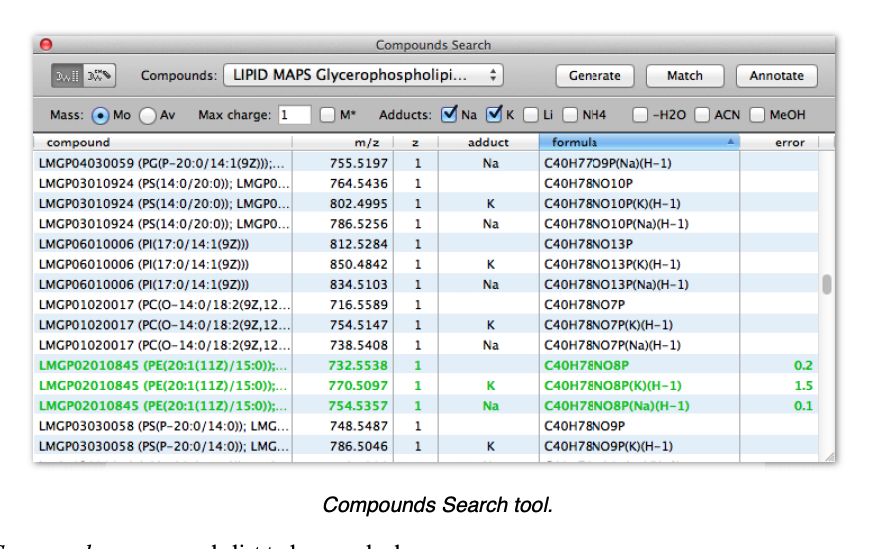 Compounds Search
Compounds: LIPID MAPS Glycerophospholipi... Generate Match Annotate
Mass: Mo Av Max charge: 1 M* Adducts: Na K Li NH4 -H2O ACN MeOH
compound m/z z adduct formula error
LMGP04030059 (PG(P-20:0/14:1(9Z)));... 755.5197 1 Na C40H77O9P(Na)(H-1)
LMGP03010924 (PS(14:0/20:0)); LMGP0... 764.5436 1 C40H78NO10P
LMGP03010924 (PS(14:0/20:0)); LMGP0... 802.4995 1 K C40H78NO10P(K)(H-1)
LMGP03010924 (PS(14:0/20:0)); LMGP0... 786.5256 1 Na C40H78NO10P(Na)(H-1)
LMGP06010006 (PI(17:0/14:1(9Z))) 812.5284 1 C40H78NO13P
LMGP06010006 (PI(17:0/14:1(9Z))) 850.4842 1 K C40H78NO13P(K)(H-1)
LMGP06010006 (PI(17:0/14:1(9Z))) 834.5103 1 Na C40H78NO13P(Na)(H-1)
LMGP01020017 (PC(O-14:0/18:2(9Z,12... 716.5589 1 C40H78NO7P
LMGP01020017 (PC(O-14:0/18:2(9Z,12... 754.5147 1 K C40H78NO7P(K)(H-1)
LMGP01020017 (PC(O-14:0/18:2(9Z,12... 738.5408 1 Na C40H78NO7P(Na)(H-1)
LMGP02010845 (PE(20:1(11Z)/15:0));... 732.5538 1 C40H78NO8P 0.2
LMGP02010845 (PE(20:1(11Z)/15:0));... 770.5097 1 K C40H78NO8P(K)(H-1) 1.5
LMGP02010845 (PE(20:1(11Z)/15:0));... 754.5357 1 Na C40H78NO8P(Na)(H-1) 0.1
LMGP03030058 (PS(P-20:0/14:0)); LMG... 748.5487 1 C40H78NO9P
LMGP03030058 (PS(P-20:0/14:0)); LMG... 786.5046 1 K C40H78NO9P(K)(H-1)
Compounds Search tool.